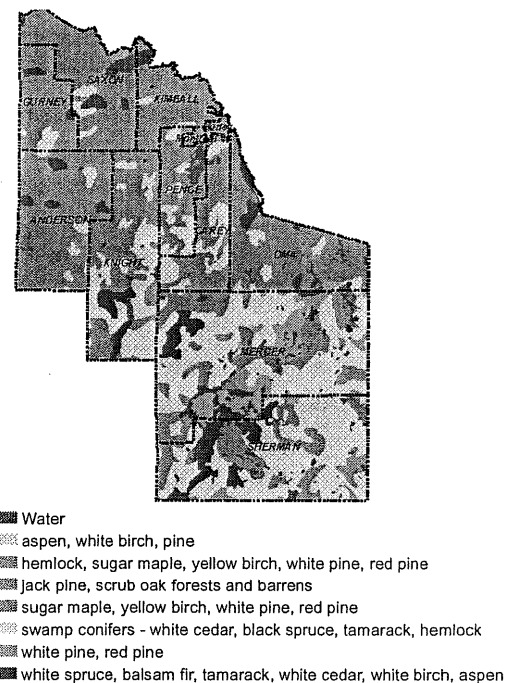 SAXON
GURNEY
KIMBALL
PENCE
ANDERSON
CAREY
KNIGHT
OMA
MERCER
SHERMAN
Water
aspen, white birch, pine
hemlock, sugar maple, yellow birch, white pine, red pine
jack pine, scrub oak forests and barrens
sugar maple, yellow birch, white pine, red pine
swamp conifers - white cedar, black spruce, tamarack, hemlock
white pine, red pine
white spruce, balsam fir, tamarack, white cedar, white birch, aspen